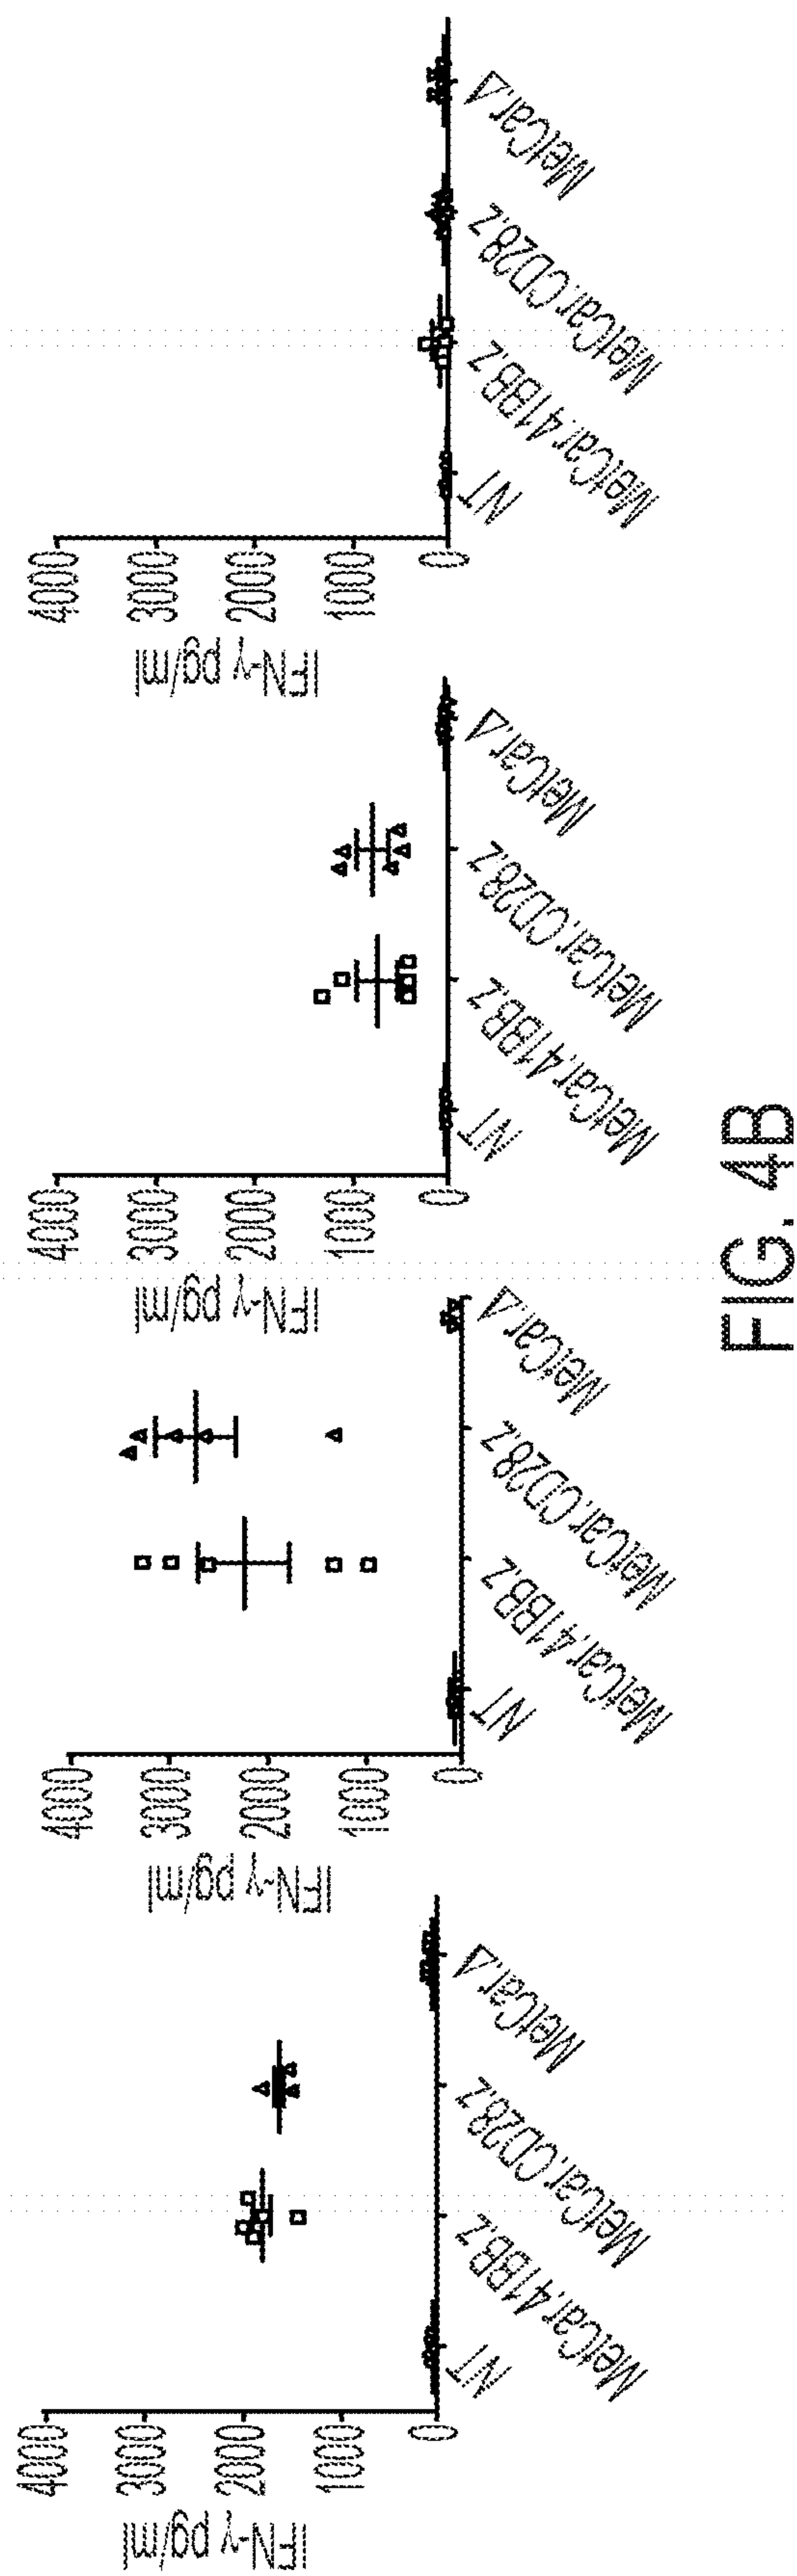 IFN-γ pg/ml
4000
3000
2000
1000
0
NT
MetCar.41BB.z
MetCar.CD28.z
MetCar.Δ
IFN-γ pg/ml
4000
3000
2000
1000
0
NT
MetCar.41BB.z
MetCar.CD28.z
MetCar.Δ
IFN-γ pg/ml
4000
3000
2000
1000
0
NT
MetCar.41BB.z
MetCar.CD28.z
MetCar.Δ
IFN-γ pg/ml
4000
3000
2000
1000
0
NT
MetCar.41BB.z
MetCar.CD28.z
MetCar.Δ
FIG. 4B